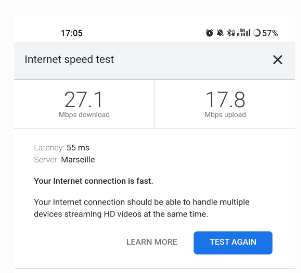 17:05
57%
Internet speed test
27.1
Mbps download
17.8
Mbps upload
Latency: 55 ms
Server: Marseille
Your Internet connection is fast.
Your Internet connection should be able to handle multiple
devices streaming HD videos at the same time.
LEARN MORE
TEST AGAIN